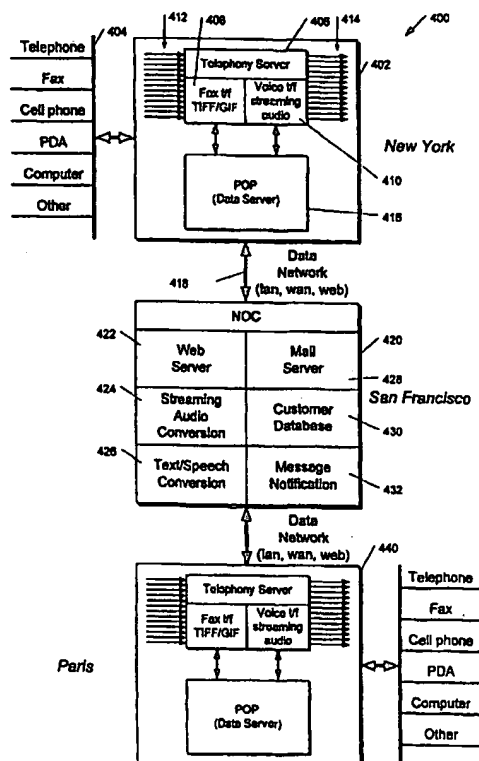 404
412
406
408
414
400
Telephone
Fax
Cell phone
PDA
Computer
Other
Telephony Server
Fax t/f
TIFF/GIF
Voice t/f
streaming
audio
402
New York
410
POP
(Data Server)
416
418
Data
Network
(lan, wan, web)
NOC
422
Web
Server
Mail
Server
420
428
San Francisco
424
Streaming
Audio
Conversion
Customer
Database
430
426
Text/Speech
Conversion
Message
Notification
432
Data
Network
(lan, wan, web)
440
Telephony Server
Fax t/f
TIFF/GIF
Voice t/f
streaming
audio
Paris
POP
(Data Server)
Telephone
Fax
Cell phone
PDA
Computer
Other